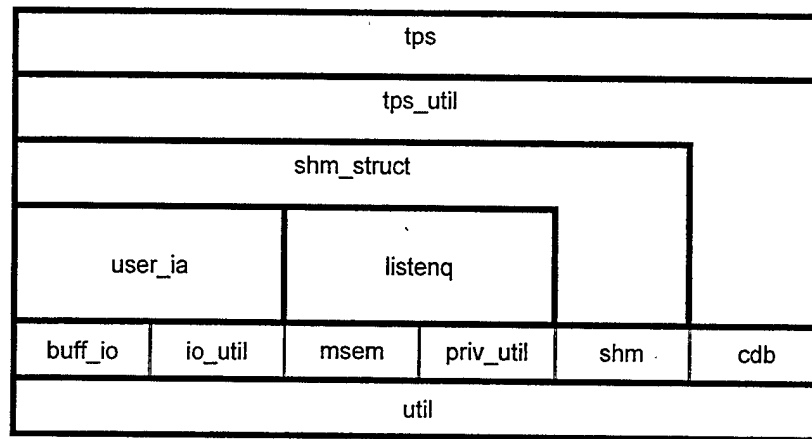 tps
tps_util
shm_struct
user_ia listenq
buff_io io_util msem priv_util shm cdb
util